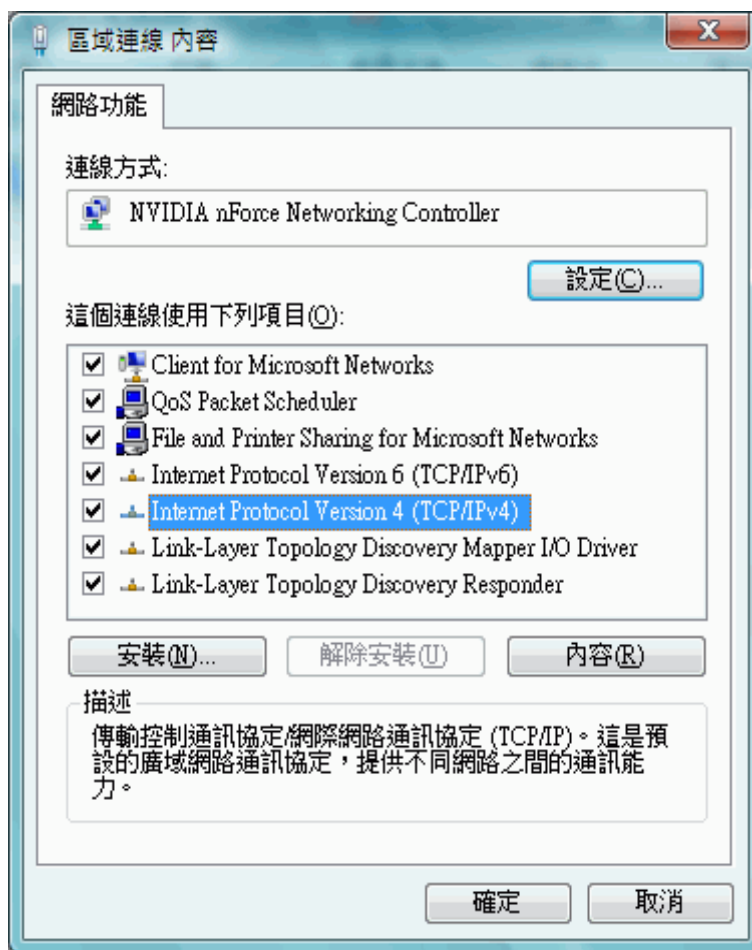 區域連線 內容
網路功能
連線方式:
NVIDIA nForce Networking Controller
設定(C)...
這個連線使用下列項目(O):
Client for Microsoft Networks
QoS Packet Scheduler
File and Printer Sharing for Microsoft Networks
Internet Protocol Version 6 (TCP/IPv6)
Internet Protocol Version 4 (TCP/IPv4)
Link-Layer Topology Discovery Mapper I/O Driver
Link-Layer Topology Discovery Responder
安裝(N)... 解除安裝(U) 內容(R)
描述
傳輸控制通訊協定/網際網路通訊協定 (TCP/IP)。這是預
設的廣域網路通訊協定，提供不同網路之間的通訊能
力。
確定 取消